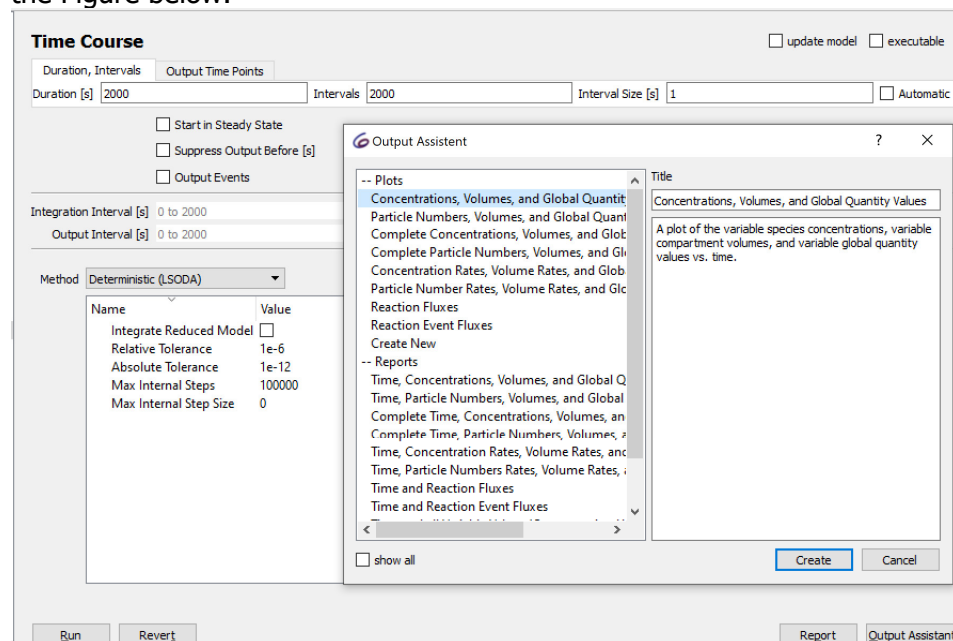 the Figure below.
Time Course
update model
executable
Duration, Intervals
Output Time Points
Duration [s] 2000 Intervals 2000 Interval Size [s] 1 Automatic
Start in Steady State
Suppress Output Before [s]
Output Events
Integration Interval [s] 0 to 2000
Output Interval [s] 0 to 2000
Method Deterministic (LSODA)
Name Value
Integrate Reduced Model
Relative Tolerance 1e-6
Absolute Tolerance 1e-12
Max Internal Steps 100000
Max Internal Step Size 0
Output Assistent ? X
-- Plots
Concentrations, Volumes, and Global Quantit
Particle Numbers, Volumes, and Global Quant
Complete Concentrations, Volumes, and Glob
Complete Particle Numbers, Volumes, and Gl
Concentration Rates, Volume Rates, and Glob
Particle Number Rates, Volume Rates, and Glc
Reaction Fluxes
Reaction Event Fluxes
Create New
-- Reports
Time, Concentrations, Volumes, and Global Q
Time, Particle Numbers, Volumes, and Global
Complete Time, Concentrations, Volumes, an
Complete Time, Particle Numbers, Volumes, a
Time, Concentration Rates, Volume Rates, and
Time, Particle Numbers Rates, Volume Rates,
Time and Reaction Fluxes
Time and Reaction Event Fluxes
show all
Title
Concentrations, Volumes, and Global Quantity Values
A plot of the variable species concentrations, variable
compartment volumes, and variable global quantity
values vs. time.
Create
Cancel
Run
Revert
Report
Output Assistant